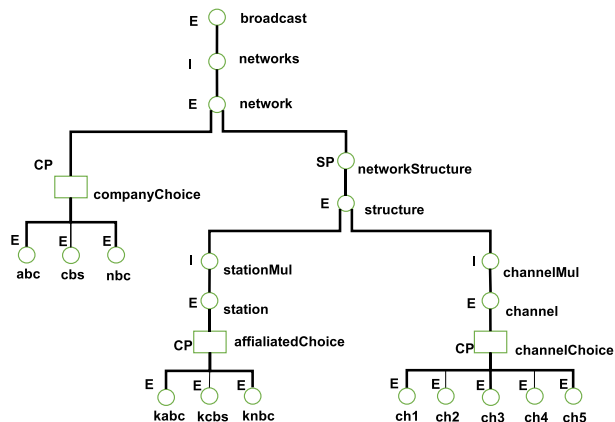 E broadcast
I networks
E network
CP
SP networkStructure
companyChoice
E structure
E E E
abc cbs nbc
I stationMul
I channelMul
E station
E channel
CP affialiatedChoice
CP channelChoice
E E E
E E E E E
kabc kcbs knbc
ch1 ch2 ch3 ch4 ch5